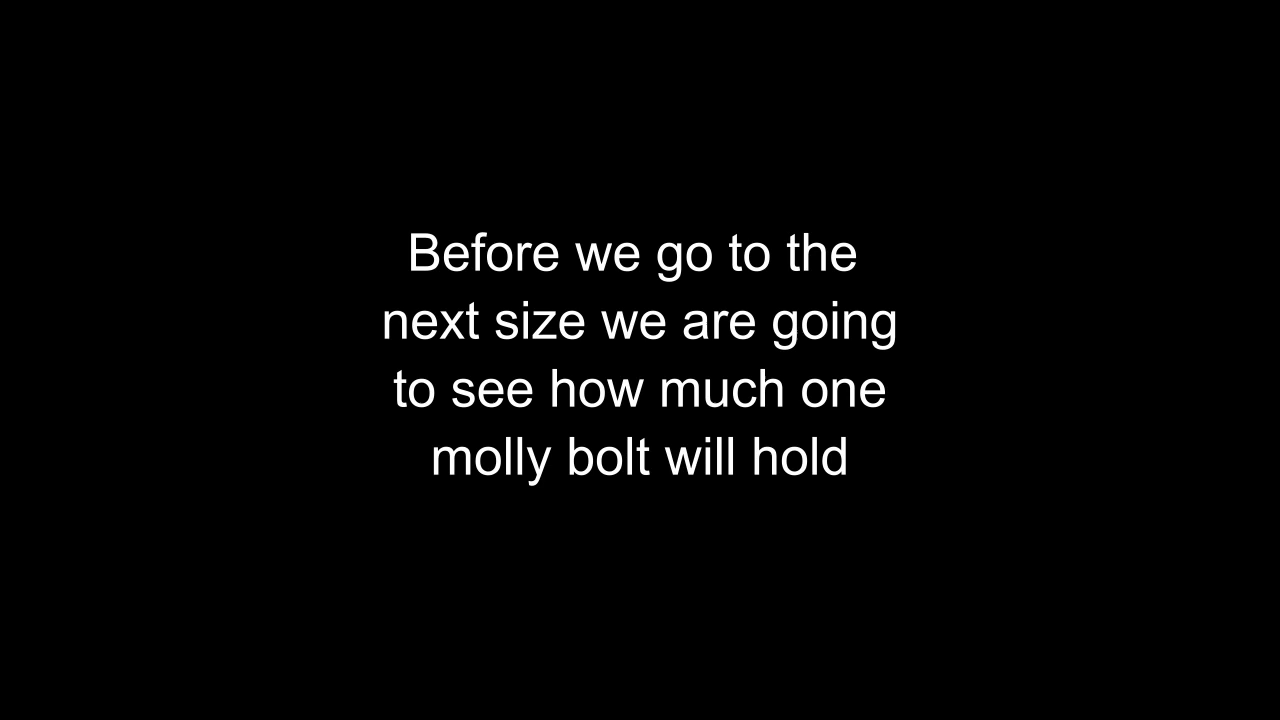 Before we go to the
next size we are going
to see how much one
molly bolt will hold